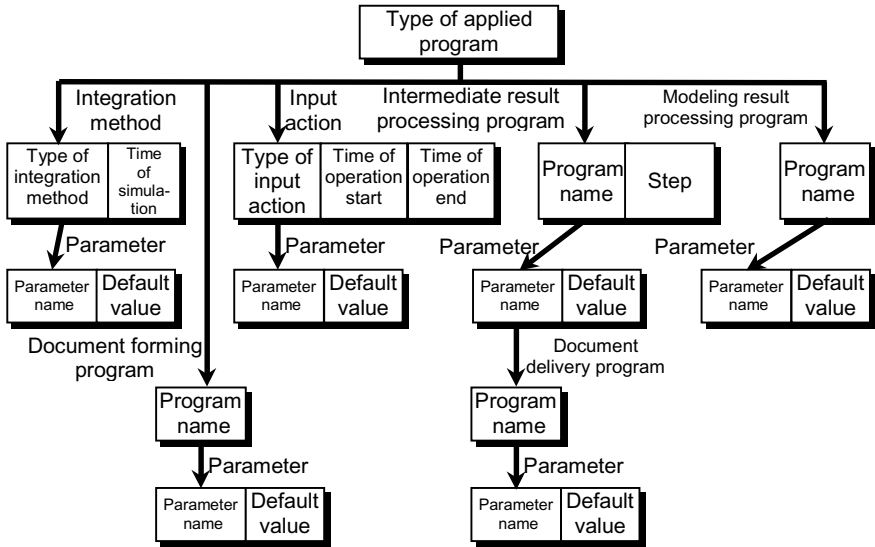 Type of applied
program
Integration
method
Input
action
Intermediate result
processing program
Modeling result
processing program
Type of
integration
method
Time
of
simula-
tion
Type of
input
action
Time of
operation
start
Time of
operation
end
Program
name
Step
Program
name
Parameter
Parameter
Parameter
Parameter
Parameter
name
Default
value
Parameter
name
Default
value
Parameter
name
Default
value
Parameter
name
Default
value
Document forming
program
Document
delivery program
Program
name
Program
name
Parameter
Parameter
Parameter
name
Default
value
Parameter
name
Default
value